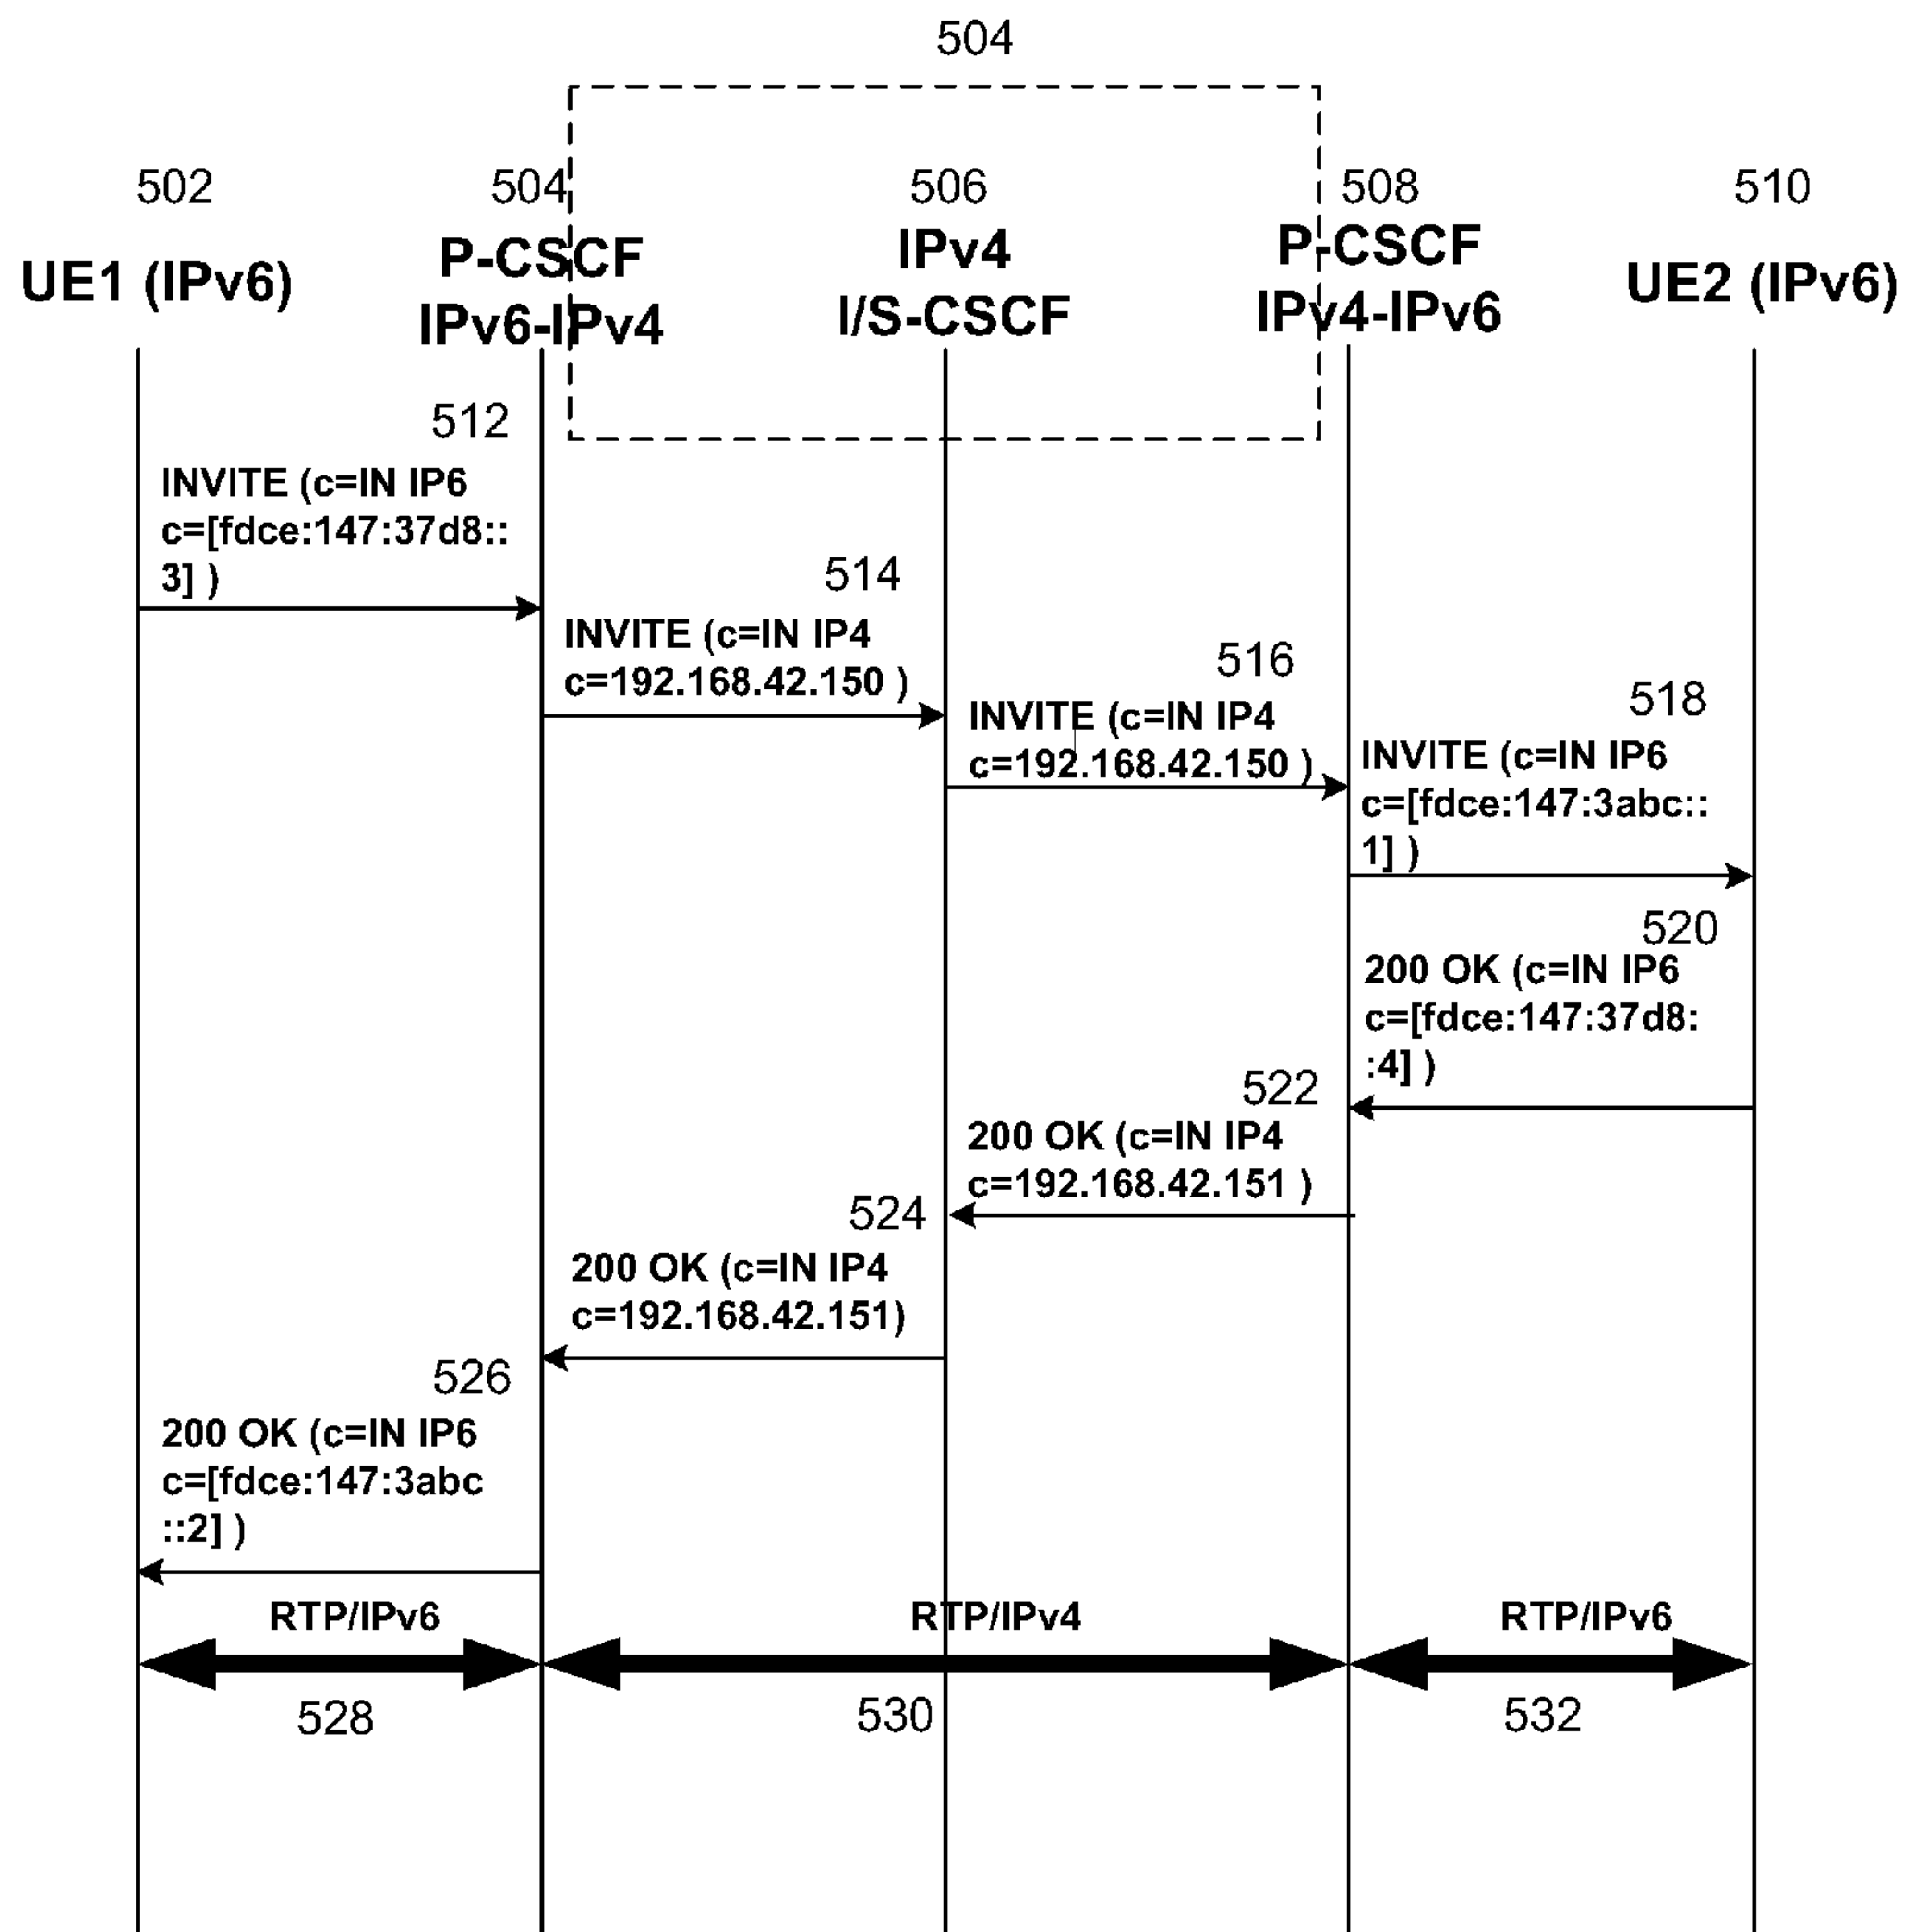 504
502
504
506
508
510
UE1 (IPv6)
P-CSCF
IPv6-IPv4
IPv4
I/S-CSCF
P-CSCF
IPv4-IPv6
UE2 (IPv6)
512
INVITE (c=IN IP6
c=[fdce:147:37d8::
3] )
514
INVITE (c=IN IP4
c=192.168.42.150 )
516
INVITE (c=IN IP4
c=192.168.42.150 )
518
INVITE (c=IN IP6
c=[fdce:147:3abc::
1] )
520
200 OK (c=IN IP6
c=[fdce:147:37d8:
:4] )
522
200 OK (c=IN IP4
c=192.168.42.151 )
524
200 OK (c=IN IP4
c=192.168.42.151)
526
200 OK (c=IN IP6
c=[fdce:147:3abc
::2] )
RTP/IPv6
RTP/IPv4
RTP/IPv6
528
530
532